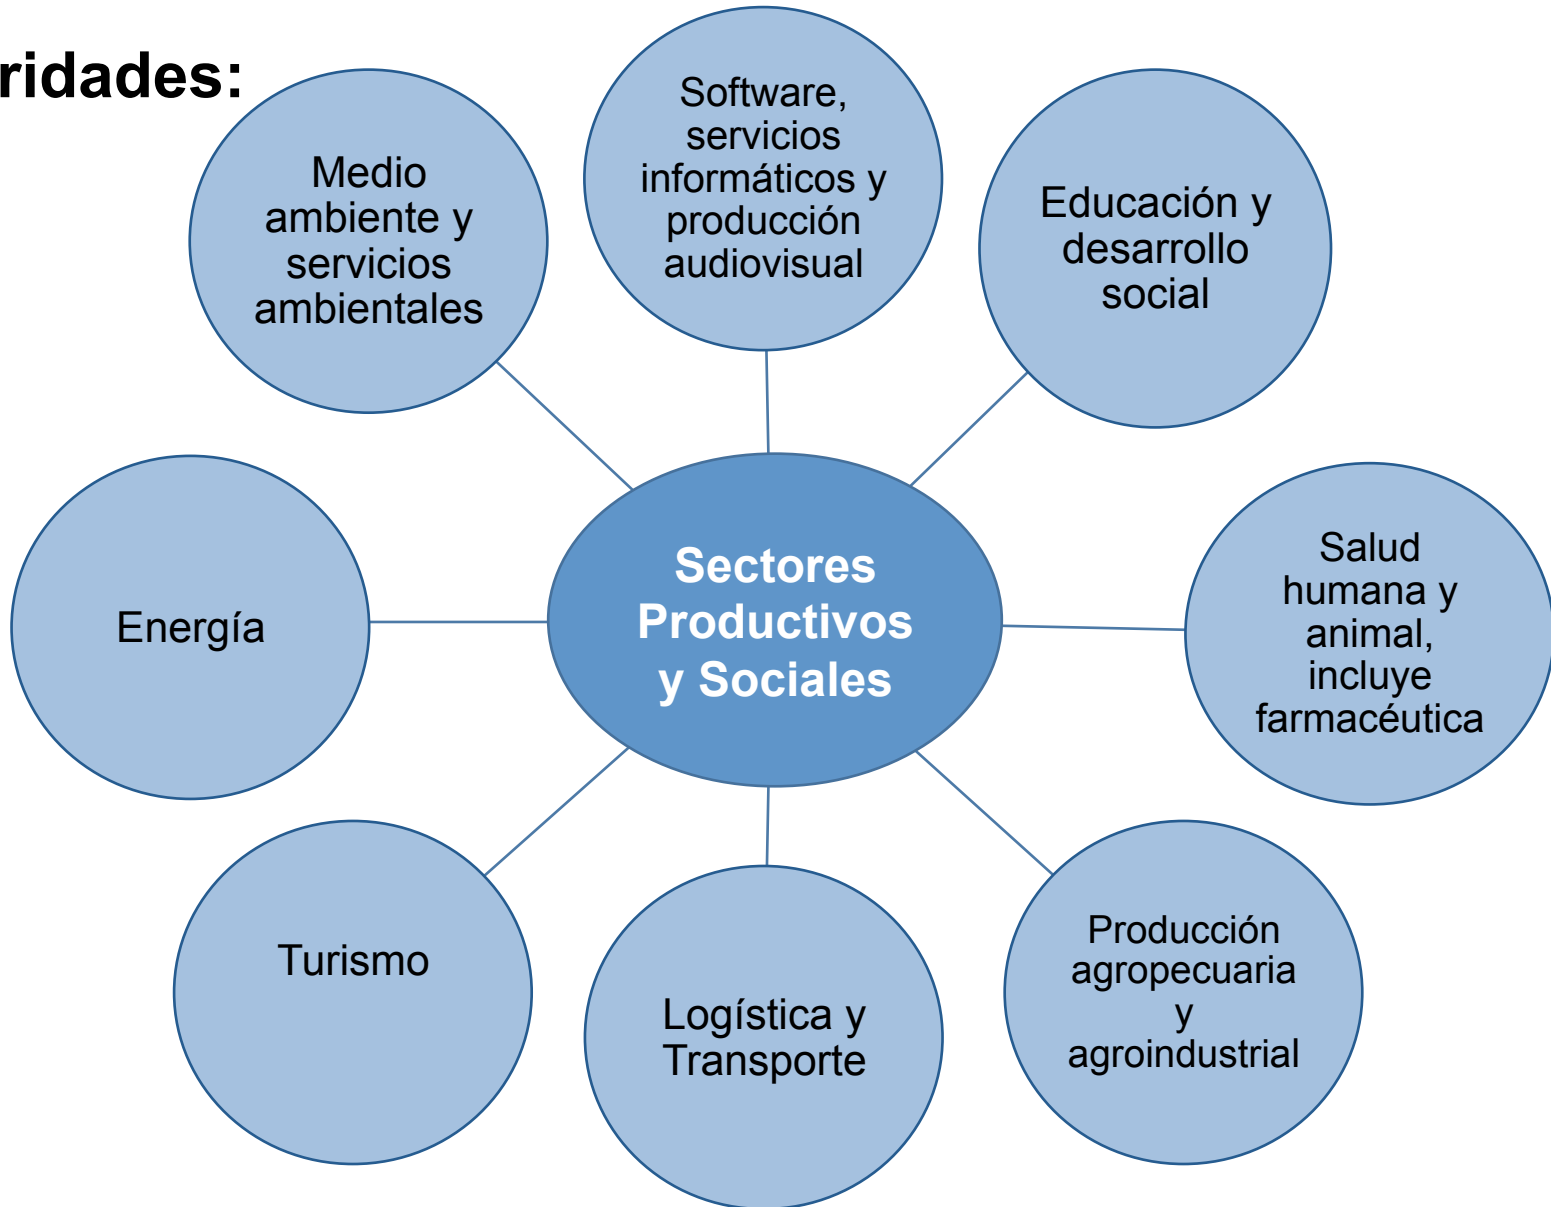 ridades:
Software,
servicios
informáticos y
producción
audiovisual
Medio
ambiente y
servicios
ambientales
Educación y
desarrollo
social
Energía
Sectores
Productivos
y Sociales
Salud
humana y
animal,
incluye
farmacéutica
Turismo
Logística y
Transporte
Producción
agropecuaria
y
agroindustrial